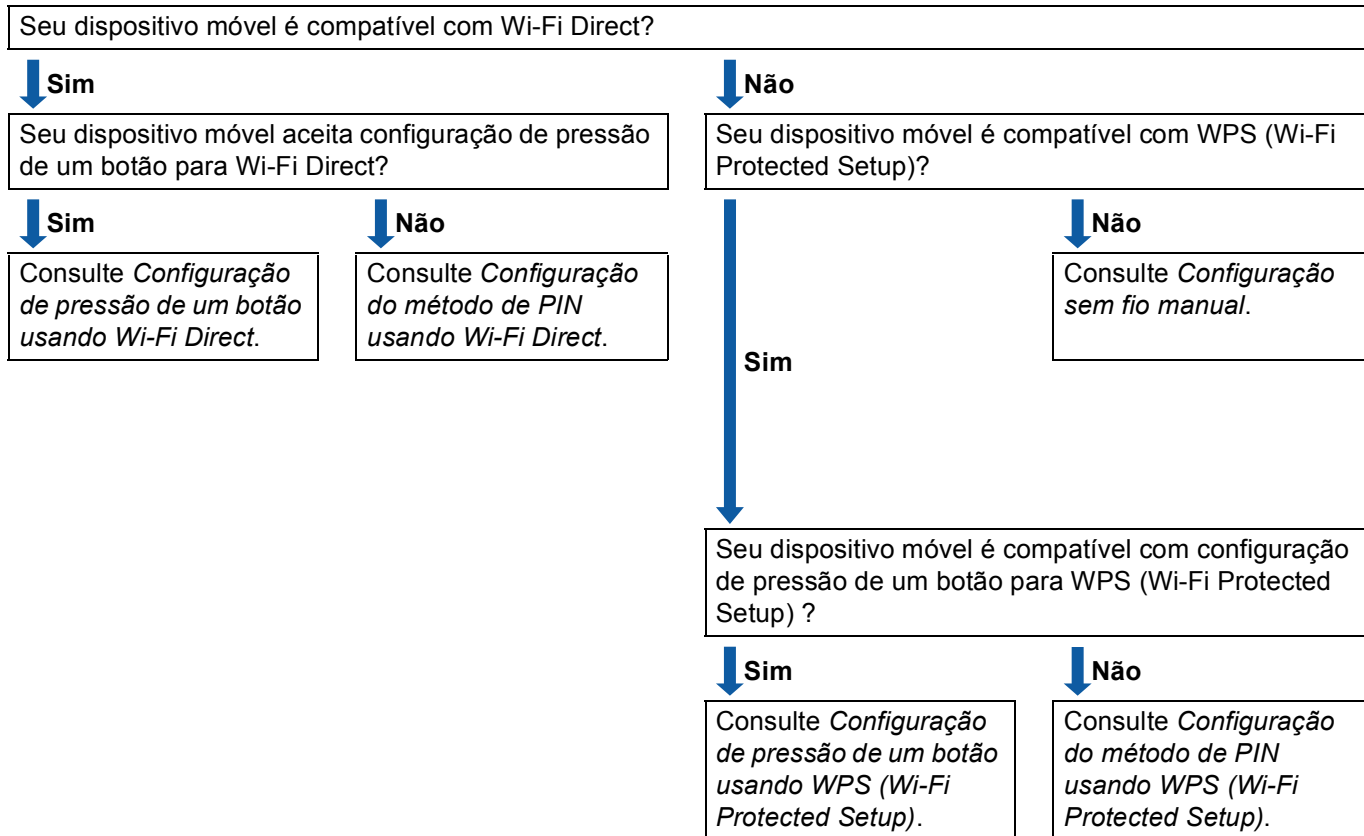 Seu dispositivo móvel é compatível com Wi-Fi Direct?
Sim
Não
Seu dispositivo móvel aceita configuração de pressão
de um botão para Wi-Fi Direct?
Seu dispositivo móvel é compatível com WPS (Wi-Fi
Protected Setup)?
Sim
Não
Não
Consulte Configuração
de pressão de um botão
usando Wi-Fi Direct.
Consulte Configuração
do método de PIN
usando Wi-Fi Direct.
Consulte Configuração
sem fio manual.
Sim
Seu dispositivo móvel é compatível com configuração
de pressão de um botão para WPS (Wi-Fi Protected
Setup) ?
Sim
Não
Consulte Configuração
de pressão de um botão
usando WPS (Wi-Fi
Protected Setup).
Consulte Configuração
do método de PIN
usando WPS (Wi-Fi
Protected Setup).